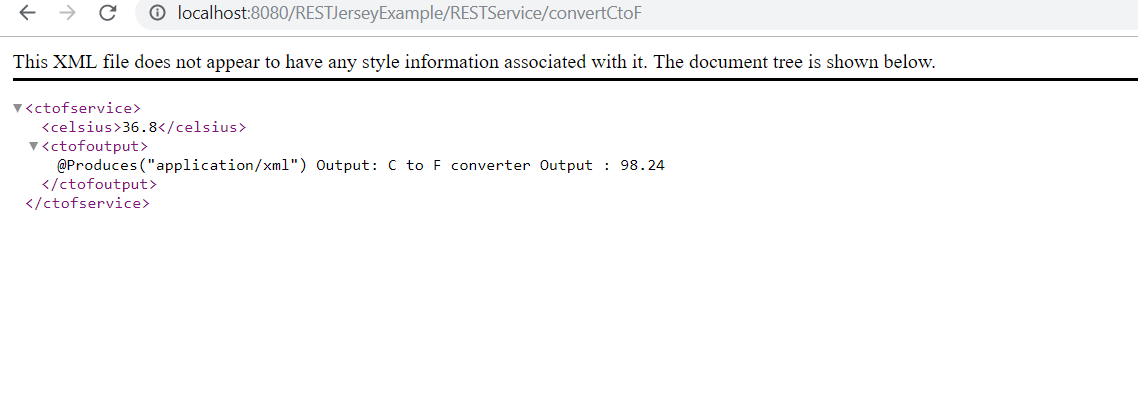 localhost:8080/RESTJerseyExample/RESTService/convertCtoF
This XML file does not appear to have any style information associated with it. The document tree is shown below.
<ctofservice>
<celsius>36.8</celsius>
<ctofoutput>
@Produces("application/xml") Output: C to F converter Output : 98.24
</ctofoutput>
</ctofservice>